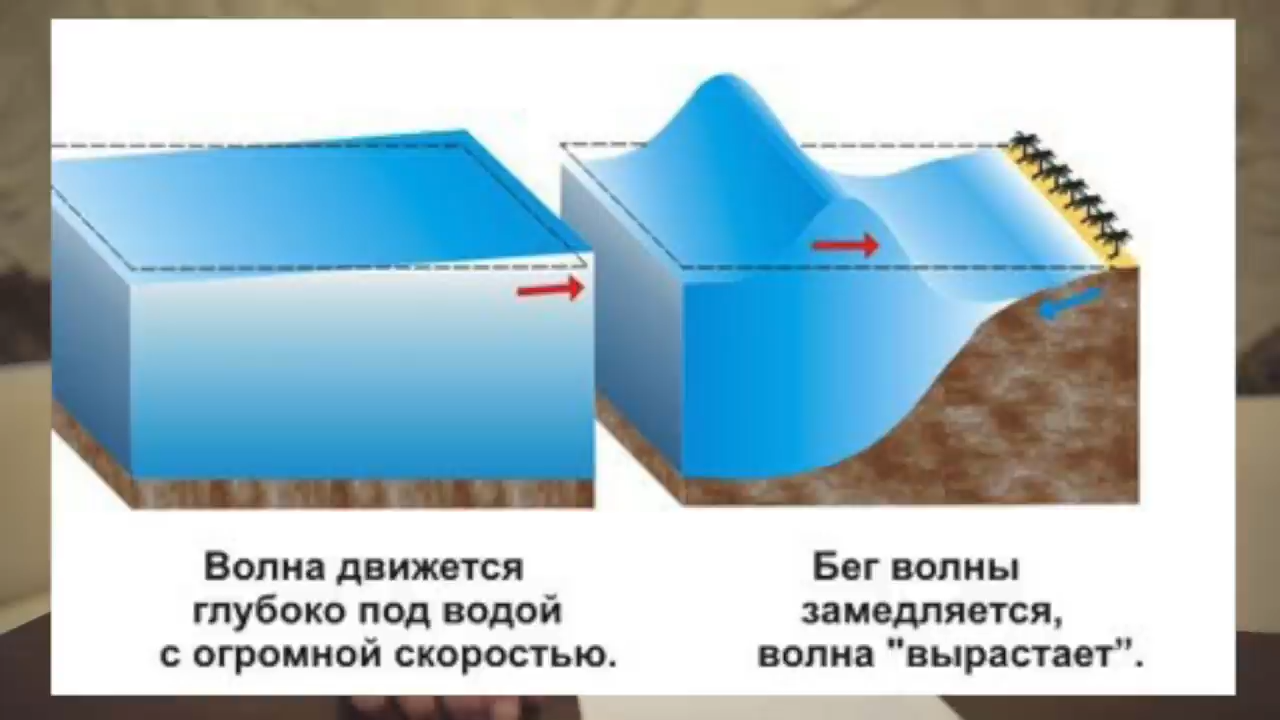 Волна движется
глубоко под водой
с огромной скоростью.
Бег волны
замедляется,
волна "вырастает”.